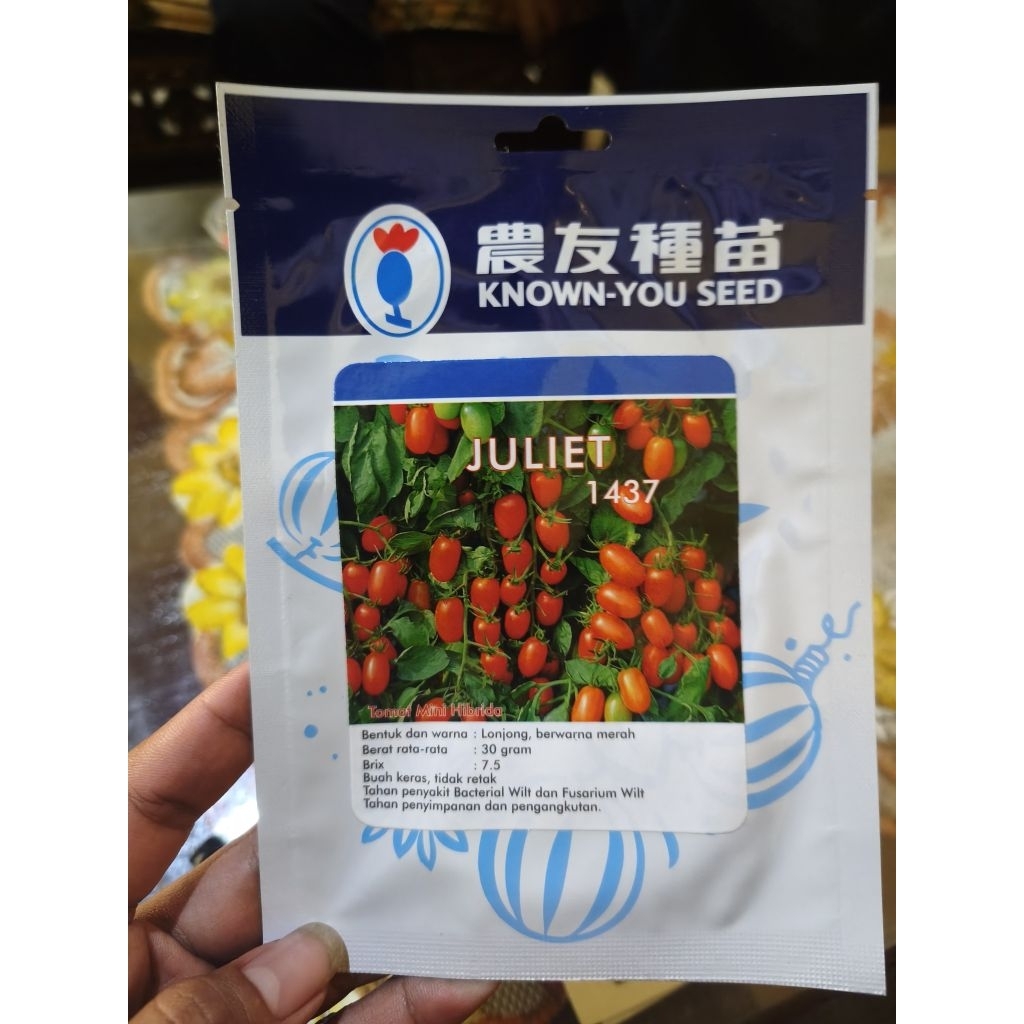 農友種苗
KNOWN-YOU SEED
JULIET
1437
Tomat Mini Hibrida
Bentuk dan warna : Lonjong, berwarna merah
Berat rata-rata : 30 gram
Brix : 7.5
Buah keras, tidak retak
Tahan penyakit Bacterial Wilt dan Fusarium Wilt
Tahan penyimpanan dan pengangkutan.